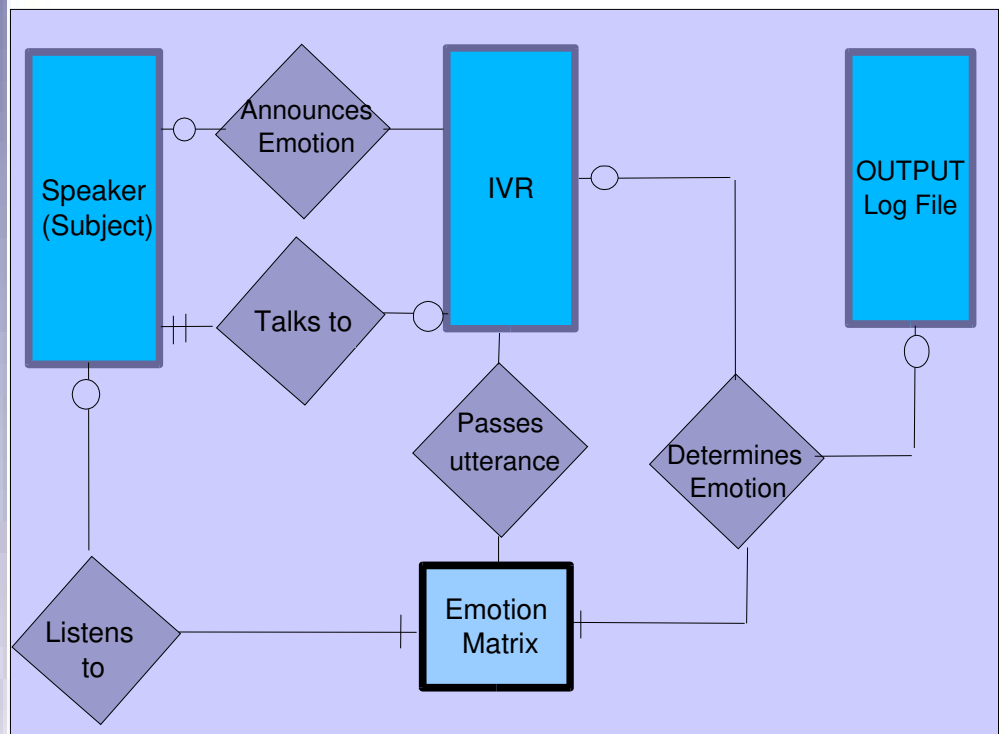 Announces
Emotion
Speaker
(Subject)
IVR
OUTPUT
Log File
Talks to
Passes
utterance
Determines
Emotion
Emotion
Matrix
Listens
to